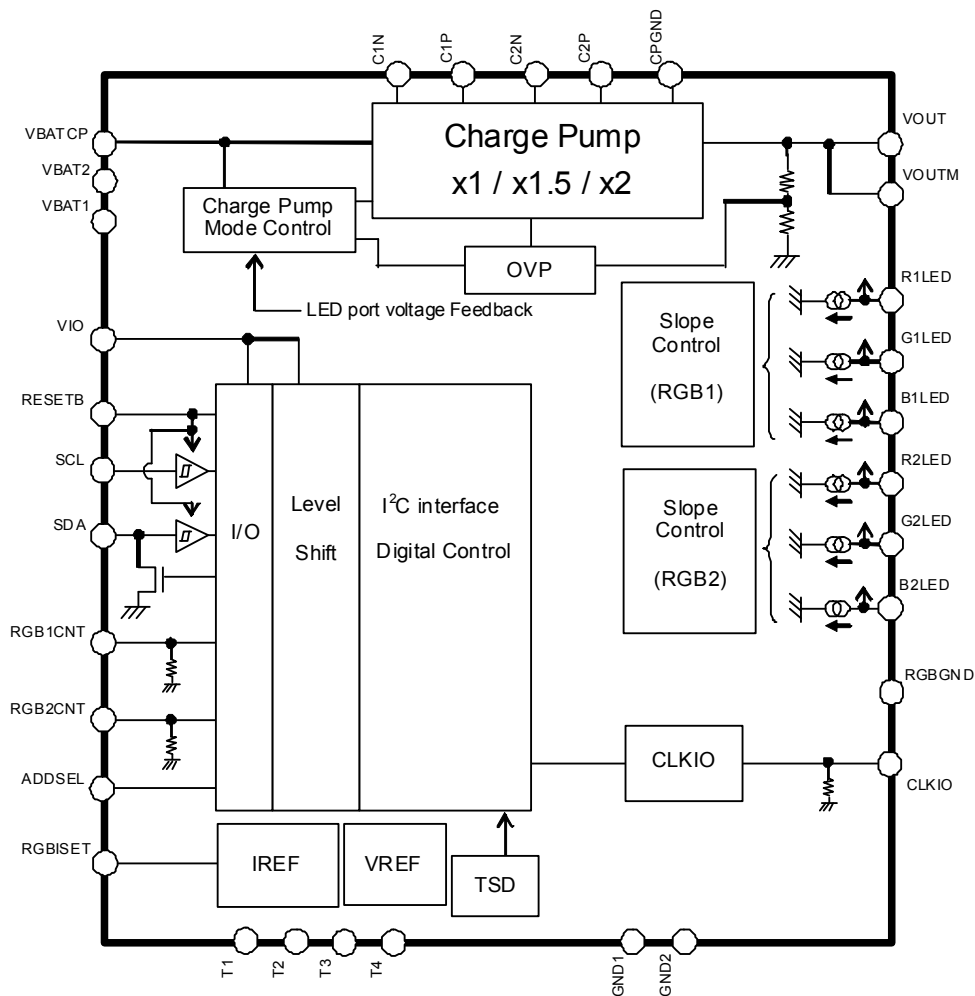 C1N
C1P
C2N
C2P
CPGND
VBATCP
VBAT2
VBAT1
Charge Pump
x1 / x1.5 / x2
VOUT
VOUTM
Charge Pump
Mode Control
OVP
LED port voltage Feedback
VIO
RESETB
SCL
SDA
RGB1CNT
RGB2CNT
ADDSEL
RGBISET
I/O
Level
Shift
I²C interface
Digital Control
Slope
Control
(RGB1)
Slope
Control
(RGB2)
R1LED
G1LED
B1LED
R2LED
G2LED
B2LED
RGBGND
CLKIO
CLKIO
IREF
VREF
TSD
T1
T2
T3
T4
GND1
GND2